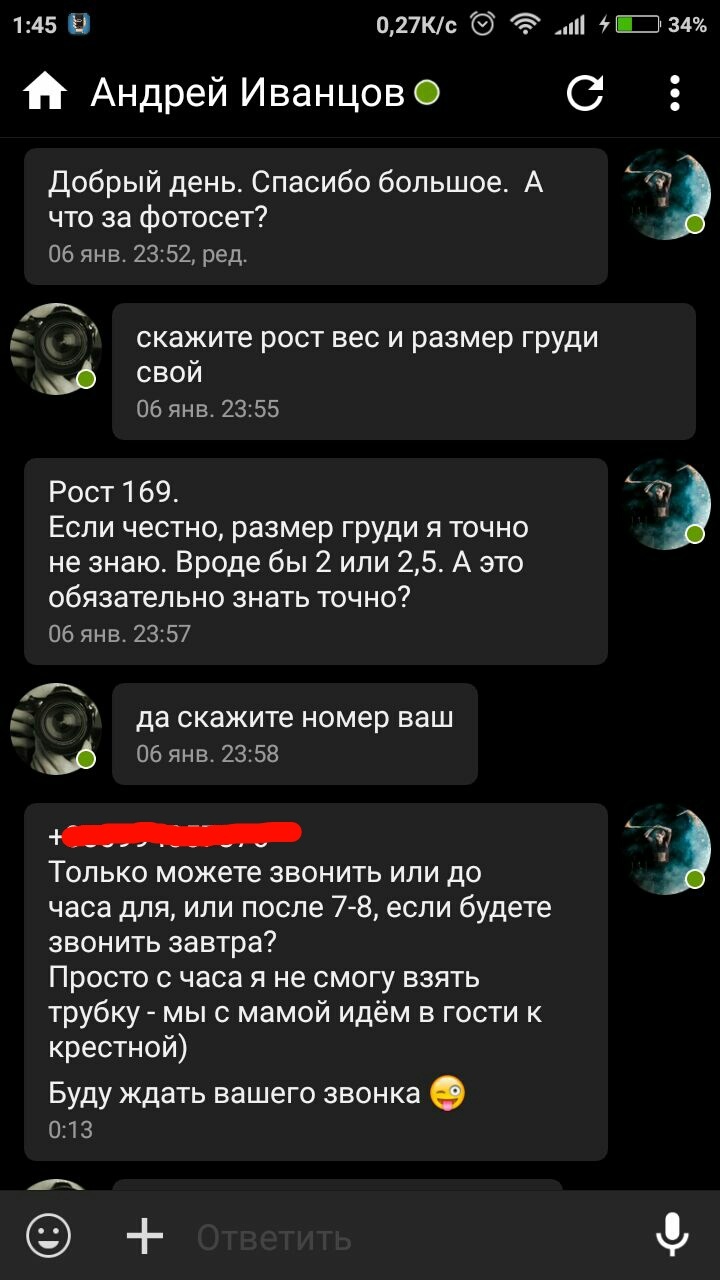 1:45 0,27K/c 34%
Андрей Иванцов
Добрый день. Спасибо большое. А
что за фотосет?
06 янв. 23:52, ред.
скажите рост вес и размер груди
свой
06 янв. 23:55
Рост 169.
Если честно, размер груди я точно
не знаю. Вроде бы 2 или 2,5. А это
обязательно знать точно?
06 янв. 23:57
да скажите номер ваш
06 янв. 23:58
+
Только можете звонить или до
часа для, или после 7-8, если будете
звонить завтра?
Просто с часа я не смогу взять
трубку - мы с мамой идём в гости к
крестной)
Буду ждать вашего звонка 😜
0:13
Ответить